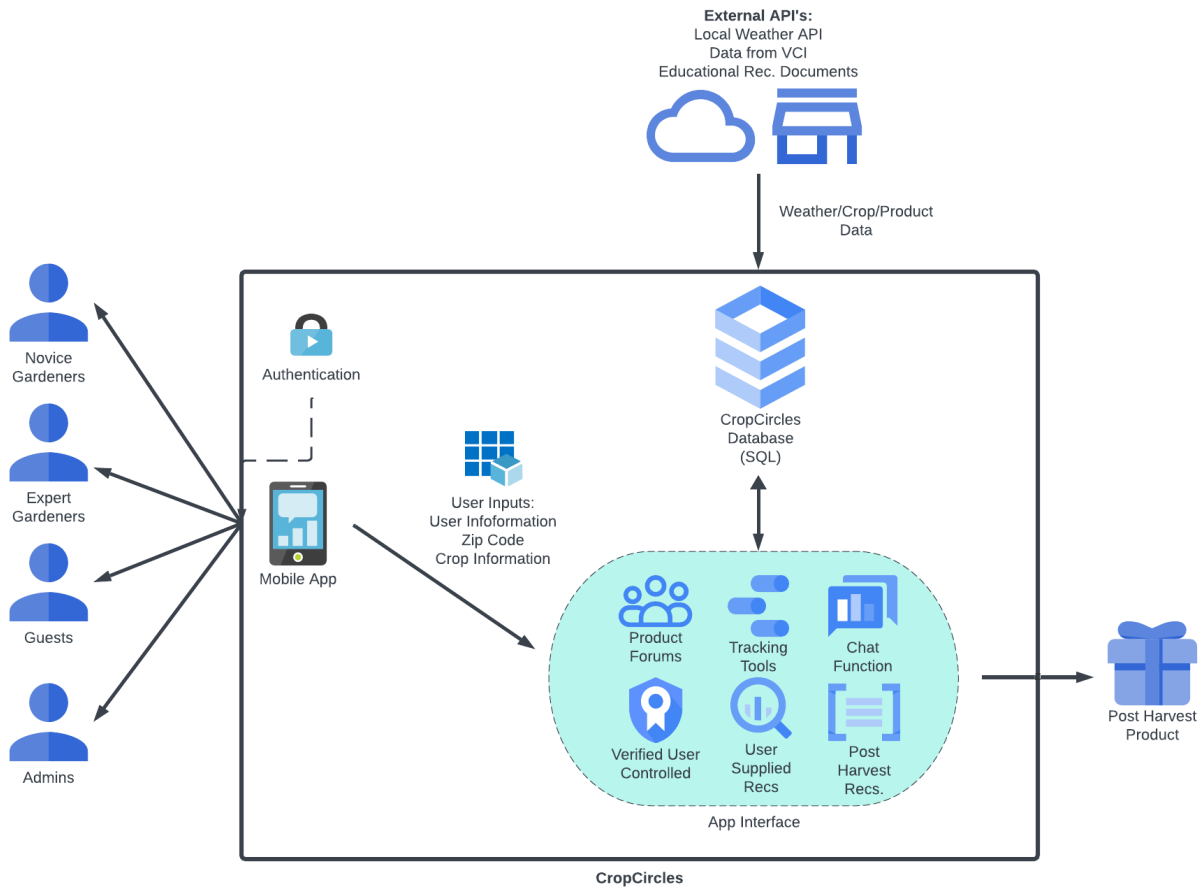 External API's:
Local Weather API
Data from VCI
Educational Rec. Documents
Weather/Crop/Product
Data
Novice
Gardeners
Expert
Gardeners
Guests
Admins
Authentication
Mobile App
User Inputs:
User Infoformation
Zip Code
Crop Information
CropCircles
Database
(SQL)
Product
Forums
Tracking
Tools
Chat
Function
Verified User
Controlled
User
Supplied
Recs
Post
Harvest
Recs.
App Interface
Post Harvest
Product
CropCircles